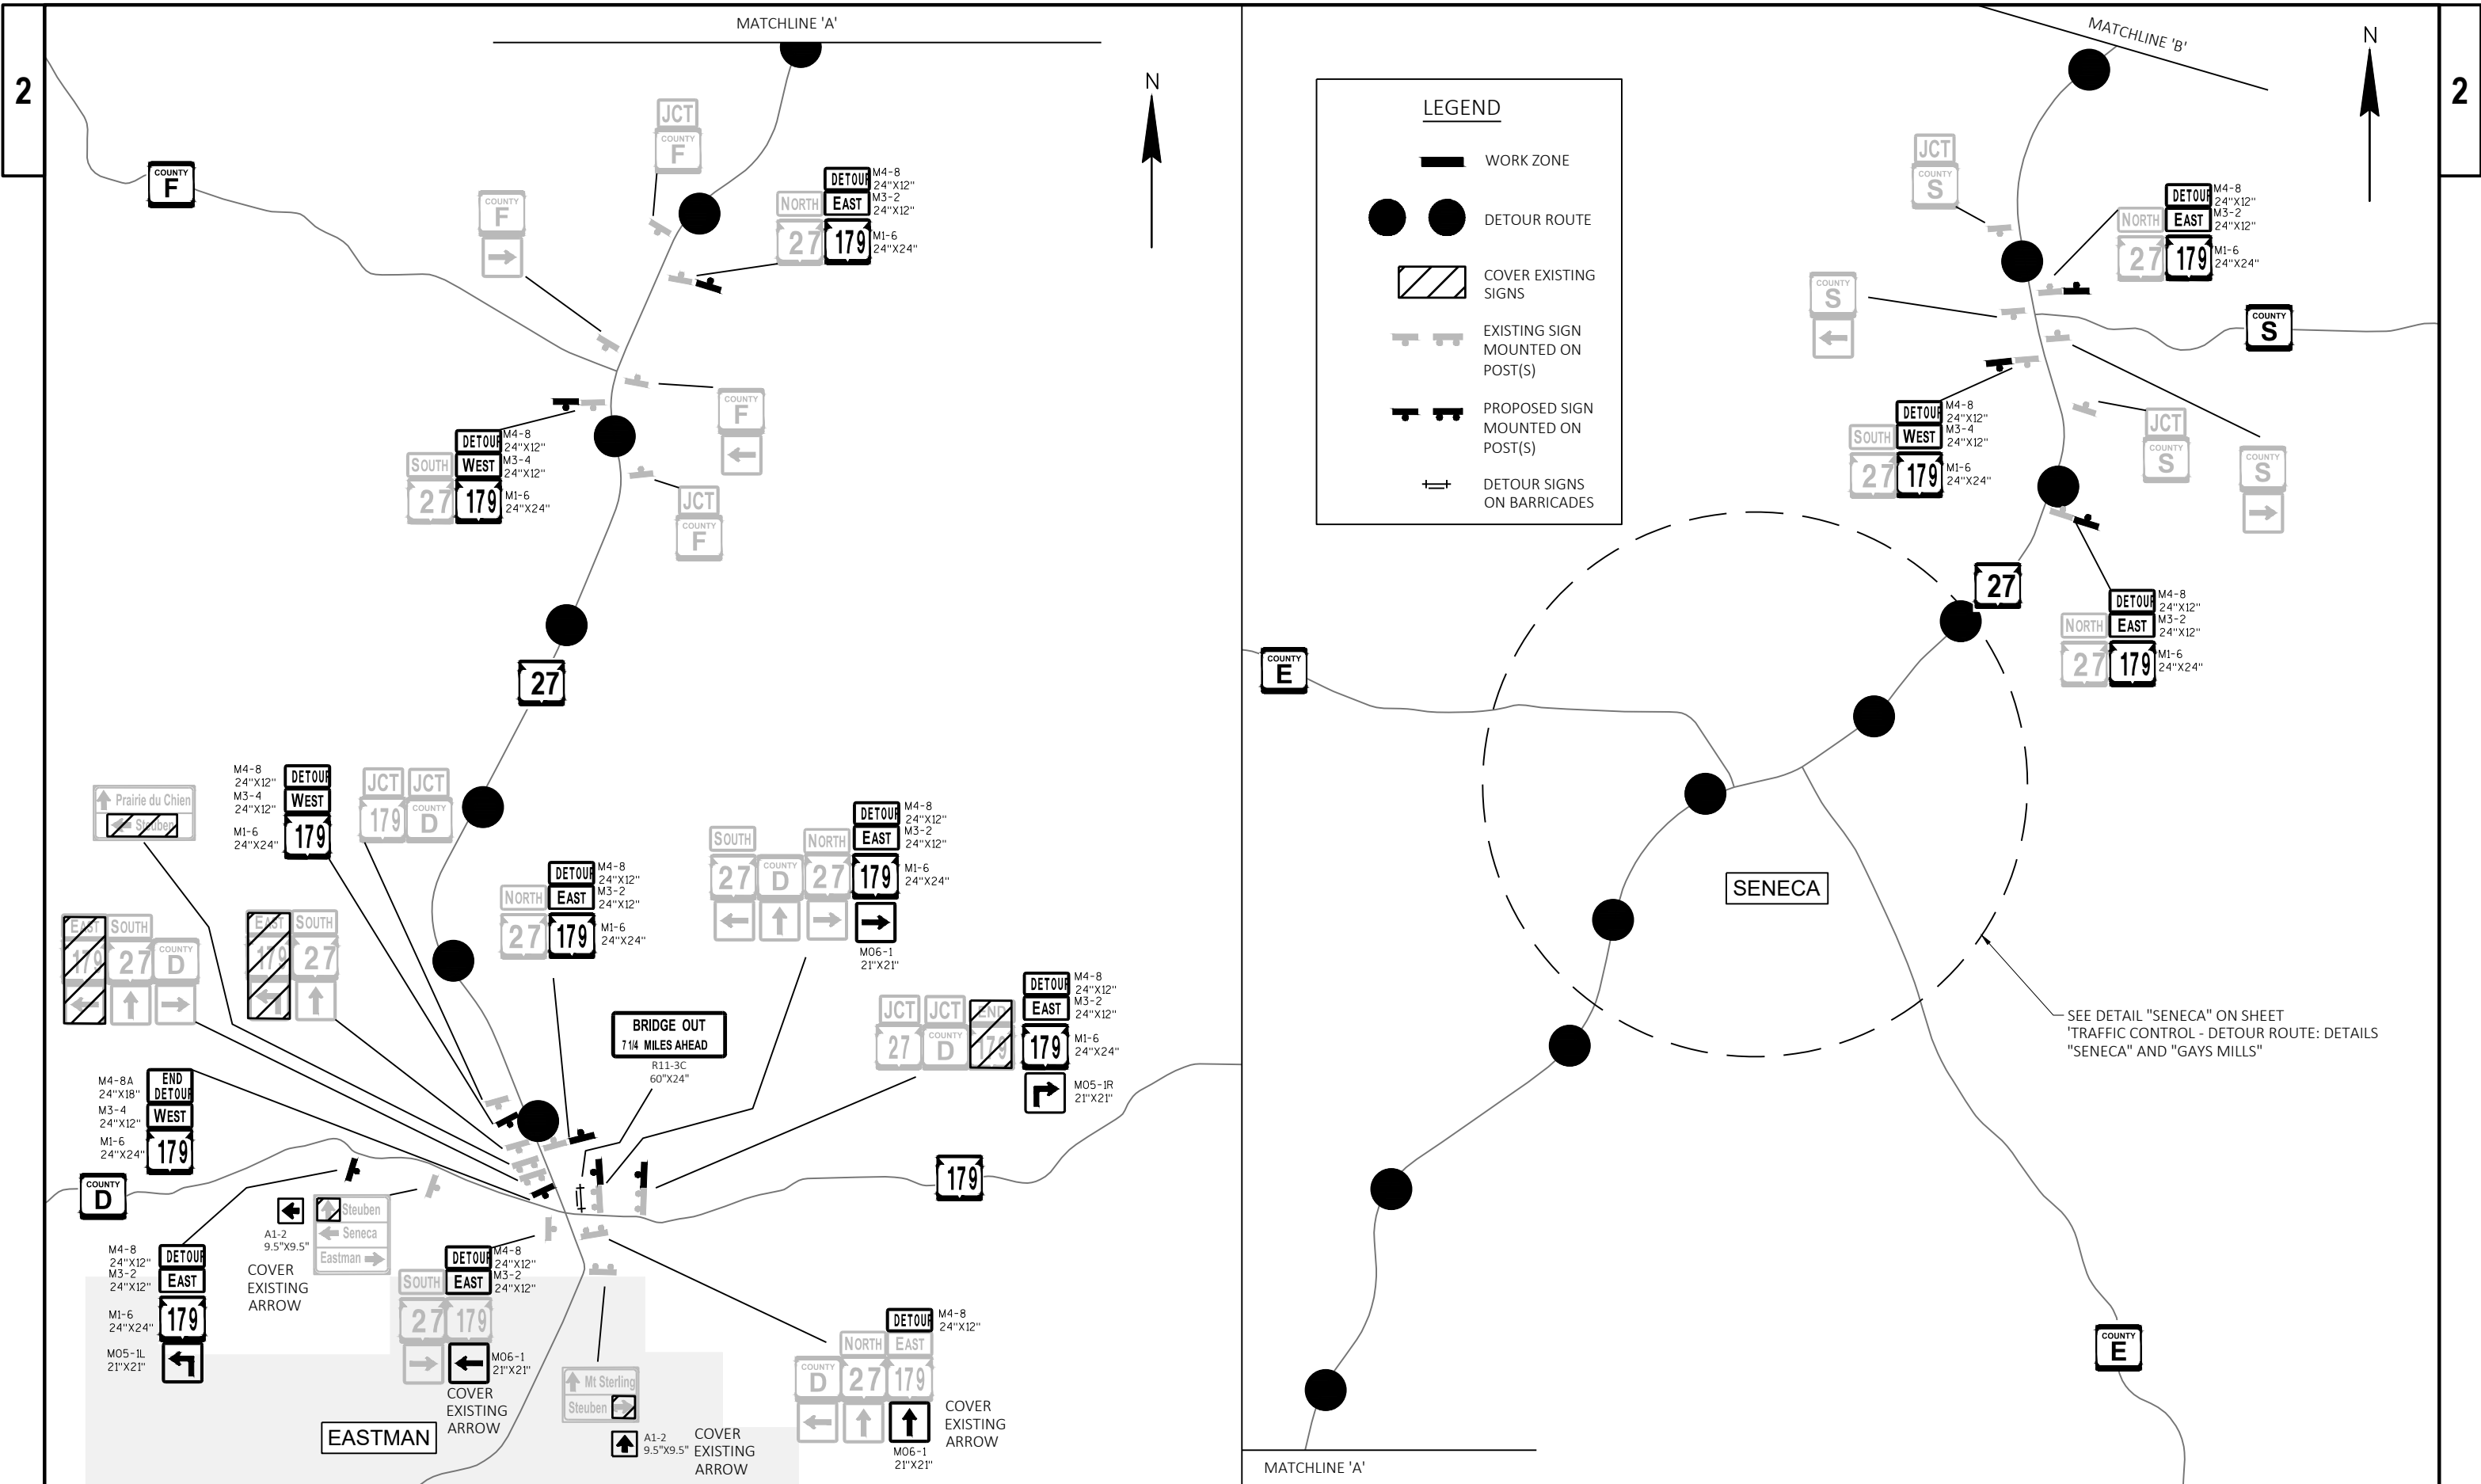 2
MATCHLINE 'A'
N
JCT
COUNTY
F
COUNTY
F
COUNTY
F
NORTH
27
DETOUR
EAST
179
M4-8
24"X12"
M3-2
24"X12"
M1-6
24"X24"
COUNTY
F
SOUTH
27
DETOUR
WEST
179
M4-8
24"X12"
M3-4
24"X12"
M1-6
24"X24"
JCT
COUNTY
F
27
Prairie du Chien
Steuben
M4-8
24"X12"
M3-4
24"X12"
M1-6
24"X24"
DETOUR
WEST
179
JCT JCT
179
COUNTY
D
NORTH
27
DETOUR
EAST
179
M4-8
24"X12"
M3-2
24"X12"
M1-6
24"X24"
SOUTH
27
COUNTY
D
NORTH
27
DETOUR
EAST
179
M4-8
24"X12"
M3-2
24"X12"
M1-6
24"X24"
M06-1
21"X21"
EAST SOUTH
179 27
COUNTY
D
EAST SOUTH
179 27
BRIDGE OUT
7 1/4 MILES AHEAD
R11-3C
60"X24"
JCT JCT END
27
COUNTY
D
179
DETOUR
EAST
179
M4-8
24"X12"
M3-2
24"X12"
M1-6
24"X24"
M05-1R
21"X21"
M4-8A
24"X18"
M3-4
24"X12"
M1-6
24"X24"
END
DETOUR
WEST
179
COUNTY
D
179
A1-2
9.5"X9.5"
Steuben
Seneca
Eastman
COVER
EXISTING
ARROW
M4-8
24"X12"
M3-2
24"X12"
M1-6
24"X24"
M05-1L
21"X21"
DETOUR
EAST
179
SOUTH
27
DETOUR
EAST
179
M4-8
24"X12"
M3-2
24"X12"
M06-1
21"X21"
COVER
EXISTING
ARROW
EASTMAN
Mt Sterling
Steuben
A1-2
9.5"X9.5"
COVER
EXISTING
ARROW
DETOUR
M4-8
24"X12"
NORTH EAST
COUNTY
D
27 179
M06-1
21"X21"
COVER
EXISTING
ARROW
MATCHLINE 'B'
N
2
LEGEND
WORK ZONE
DETOUR ROUTE
COVER EXISTING
SIGNS
EXISTING SIGN
MOUNTED ON
POST(S)
PROPOSED SIGN
MOUNTED ON
POST(S)
DETOUR SIGNS
ON BARRICADES
JCT
COUNTY
S
NORTH
27
DETOUR
EAST
179
M4-8
24"X12"
M3-2
24"X12"
M1-6
24"X24"
COUNTY
S
COUNTY
S
SOUTH
27
DETOUR
WEST
179
M4-8
24"X12"
M3-4
24"X12"
M1-6
24"X24"
JCT
COUNTY
S
COUNTY
S
27
NORTH
27
DETOUR
EAST
179
M4-8
24"X12"
M3-2
24"X12"
M1-6
24"X24"
COUNTY
E
SENECA
SEE DETAIL "SENECA" ON SHEET
'TRAFFIC CONTROL - DETOUR ROUTE: DETAILS
"SENECA" AND "GAYS MILLS"
COUNTY
E
MATCHLINE 'A'